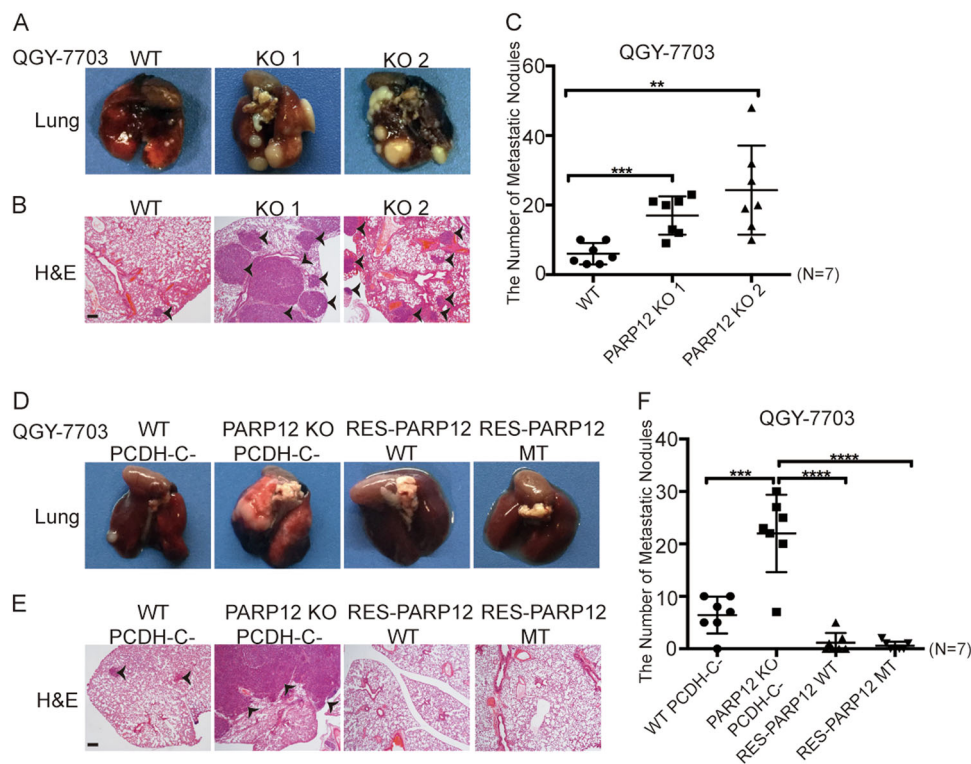 A
QGY-7703 WT KO 1 KO 2
Lung
B
WT KO 1 KO 2
H&E
C
QGY-7703
The Number of Metastatic Nodules
60
40
20
0
**
***
WT
PARP12 KO 1
PARP12 KO 2
(N=7)
D
QGY-7703
WT PARP12 KO RES-PARP12 RES-PARP12
PCDH-C- PCDH-C- WT MT
Lung
E
WT PARP12 KO RES-PARP12 RES-PARP12
PCDH-C- PCDH-C- WT MT
H&E
F
QGY-7703
The Number of Metastatic Nodules
40
30
20
10
0
****
*** ****
WT PCDH-C-
PARP12 KO
PCDH-C-
RES-PARP12 WT
RES-PARP12 MT
(N=7)